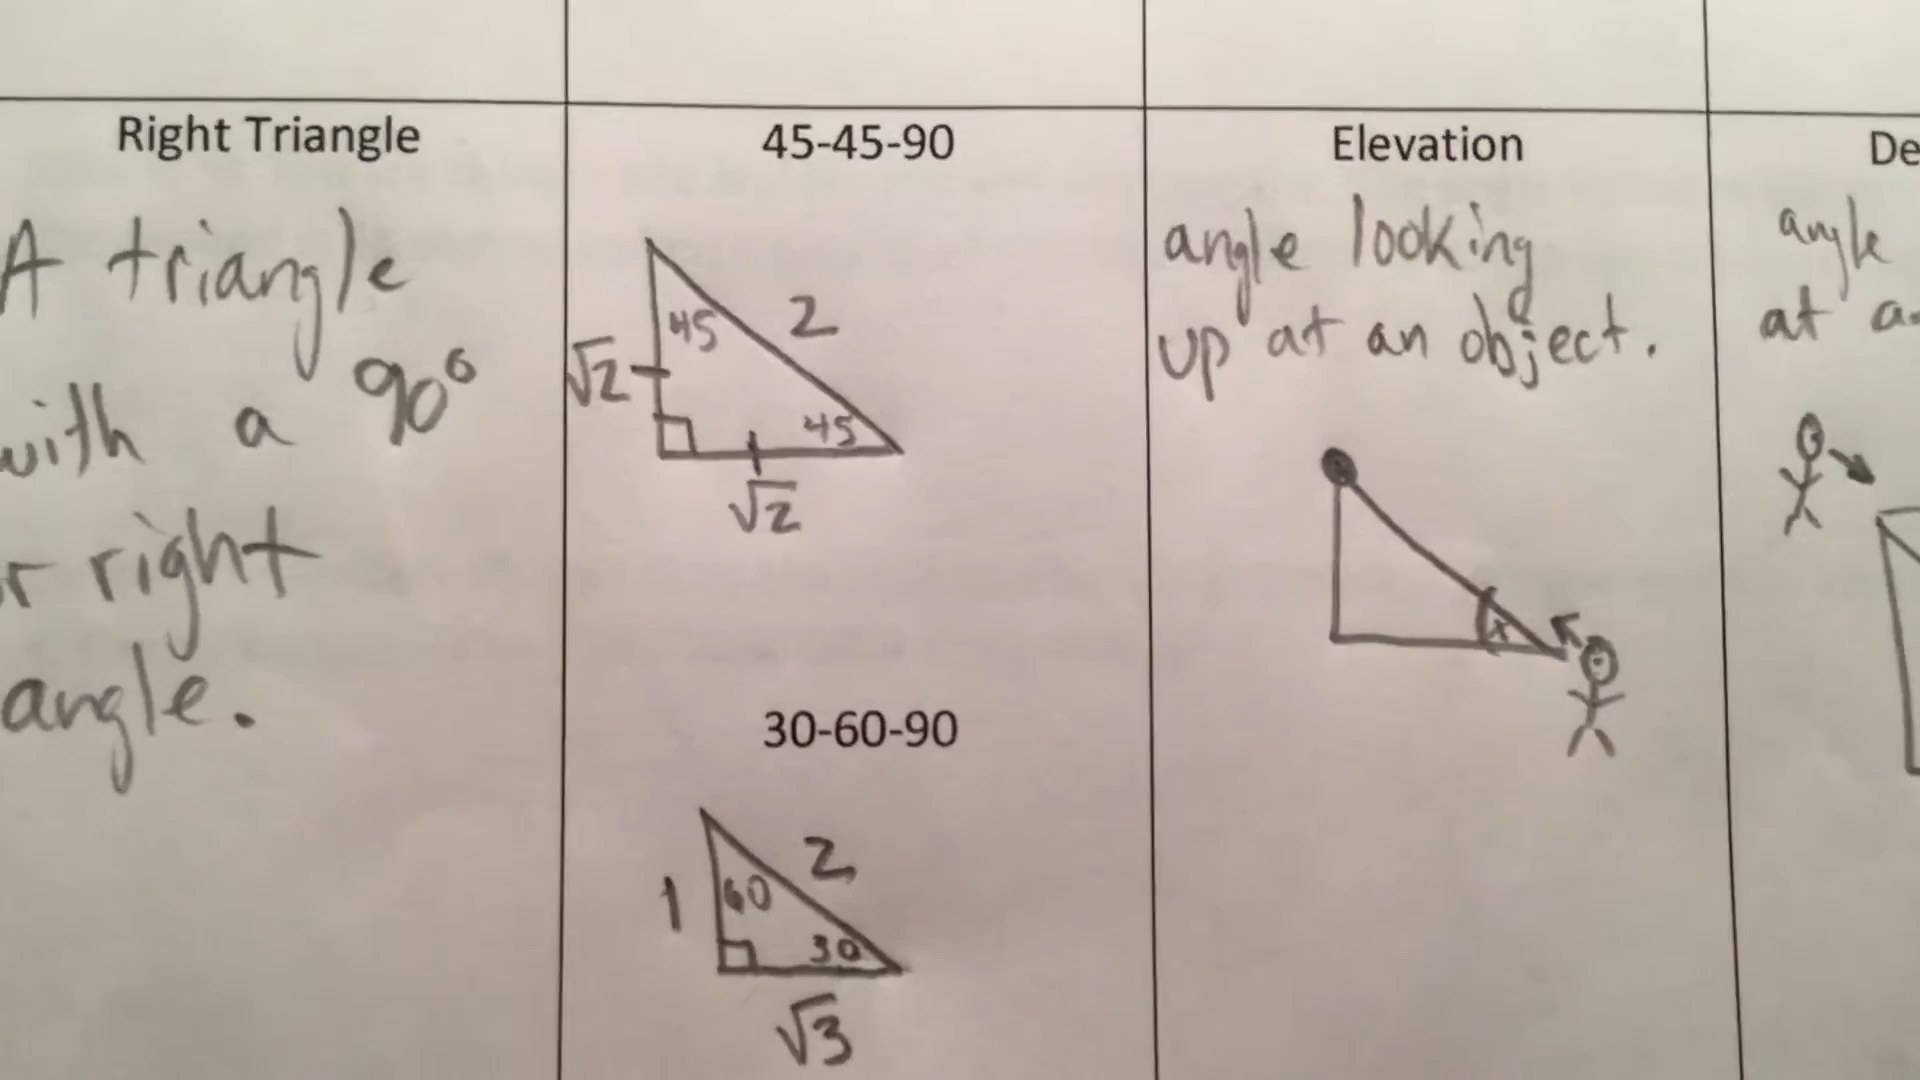 Right Triangle
A triangle
with a 90°
or right
angle.
45-45-90
45
2
√2
45
√2
30-60-90
2
60
1
30
√3
Elevation
angle looking
up at an object.
x
De
angle
at a